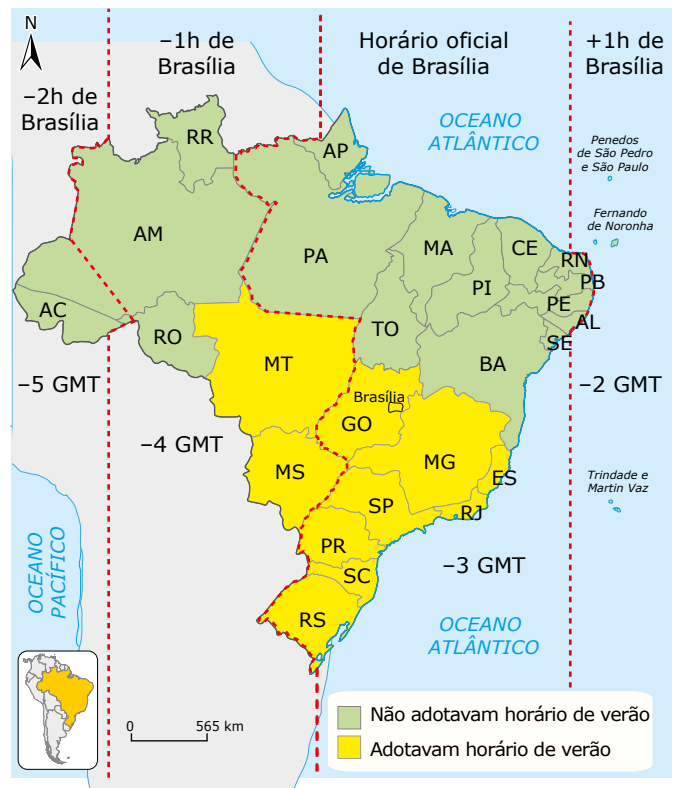 N
–1h de
Brasília
Horário oficial
de Brasília
+1h de
Brasília
–2h de
Brasília
OCEANO
ATLÂNTICO
Penedos
de São Pedro
e São Paulo
Fernando
de Noronha
RR
AP
AM
PA
MA
CE
RN
PB
PI
PE
AL
SE
AC
RO
TO
BA
MT
Brasília
GO
–5 GMT
–4 GMT
–2 GMT
MG
ES
MS
SP
RJ
Trindade e
Martin Vaz
PR
SC
RS
–3 GMT
OCEANO
PACÍFICO
OCEANO
ATLÂNTICO
0 565 km
Não adotavam horário de verão
Adotavam horário de verão